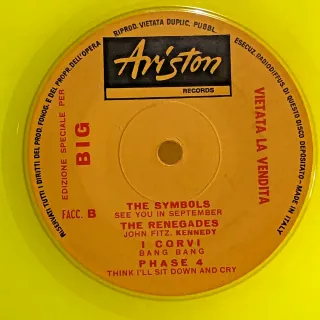 RISERVATI TUTTI I DIRITTI DEL PROD. FONOG. E DEL PROPR. DELL'OPERA
RIPROD. VIETATA DUPLIC. PUBBL.
ESECUZ. RADIODIFFUS. DI QUESTO DISCO DEPOSITATO - MADE IN ITALY
Ariston
RECORDS
EDIZIONE SPECIALE PER
BIG
VIETATA LA VENDITA
FACC. B
THE SYMBOLS
SEE YOU IN SEPTEMBER
THE RENEGADES
JOHN FITZ. KENNEDY
I CORVI
BANG BANG
PHASE 4
THINK I'LL SIT DOWN AND CRY